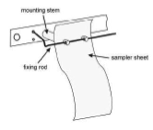 mounting stem
sampler sheet
fixing rod